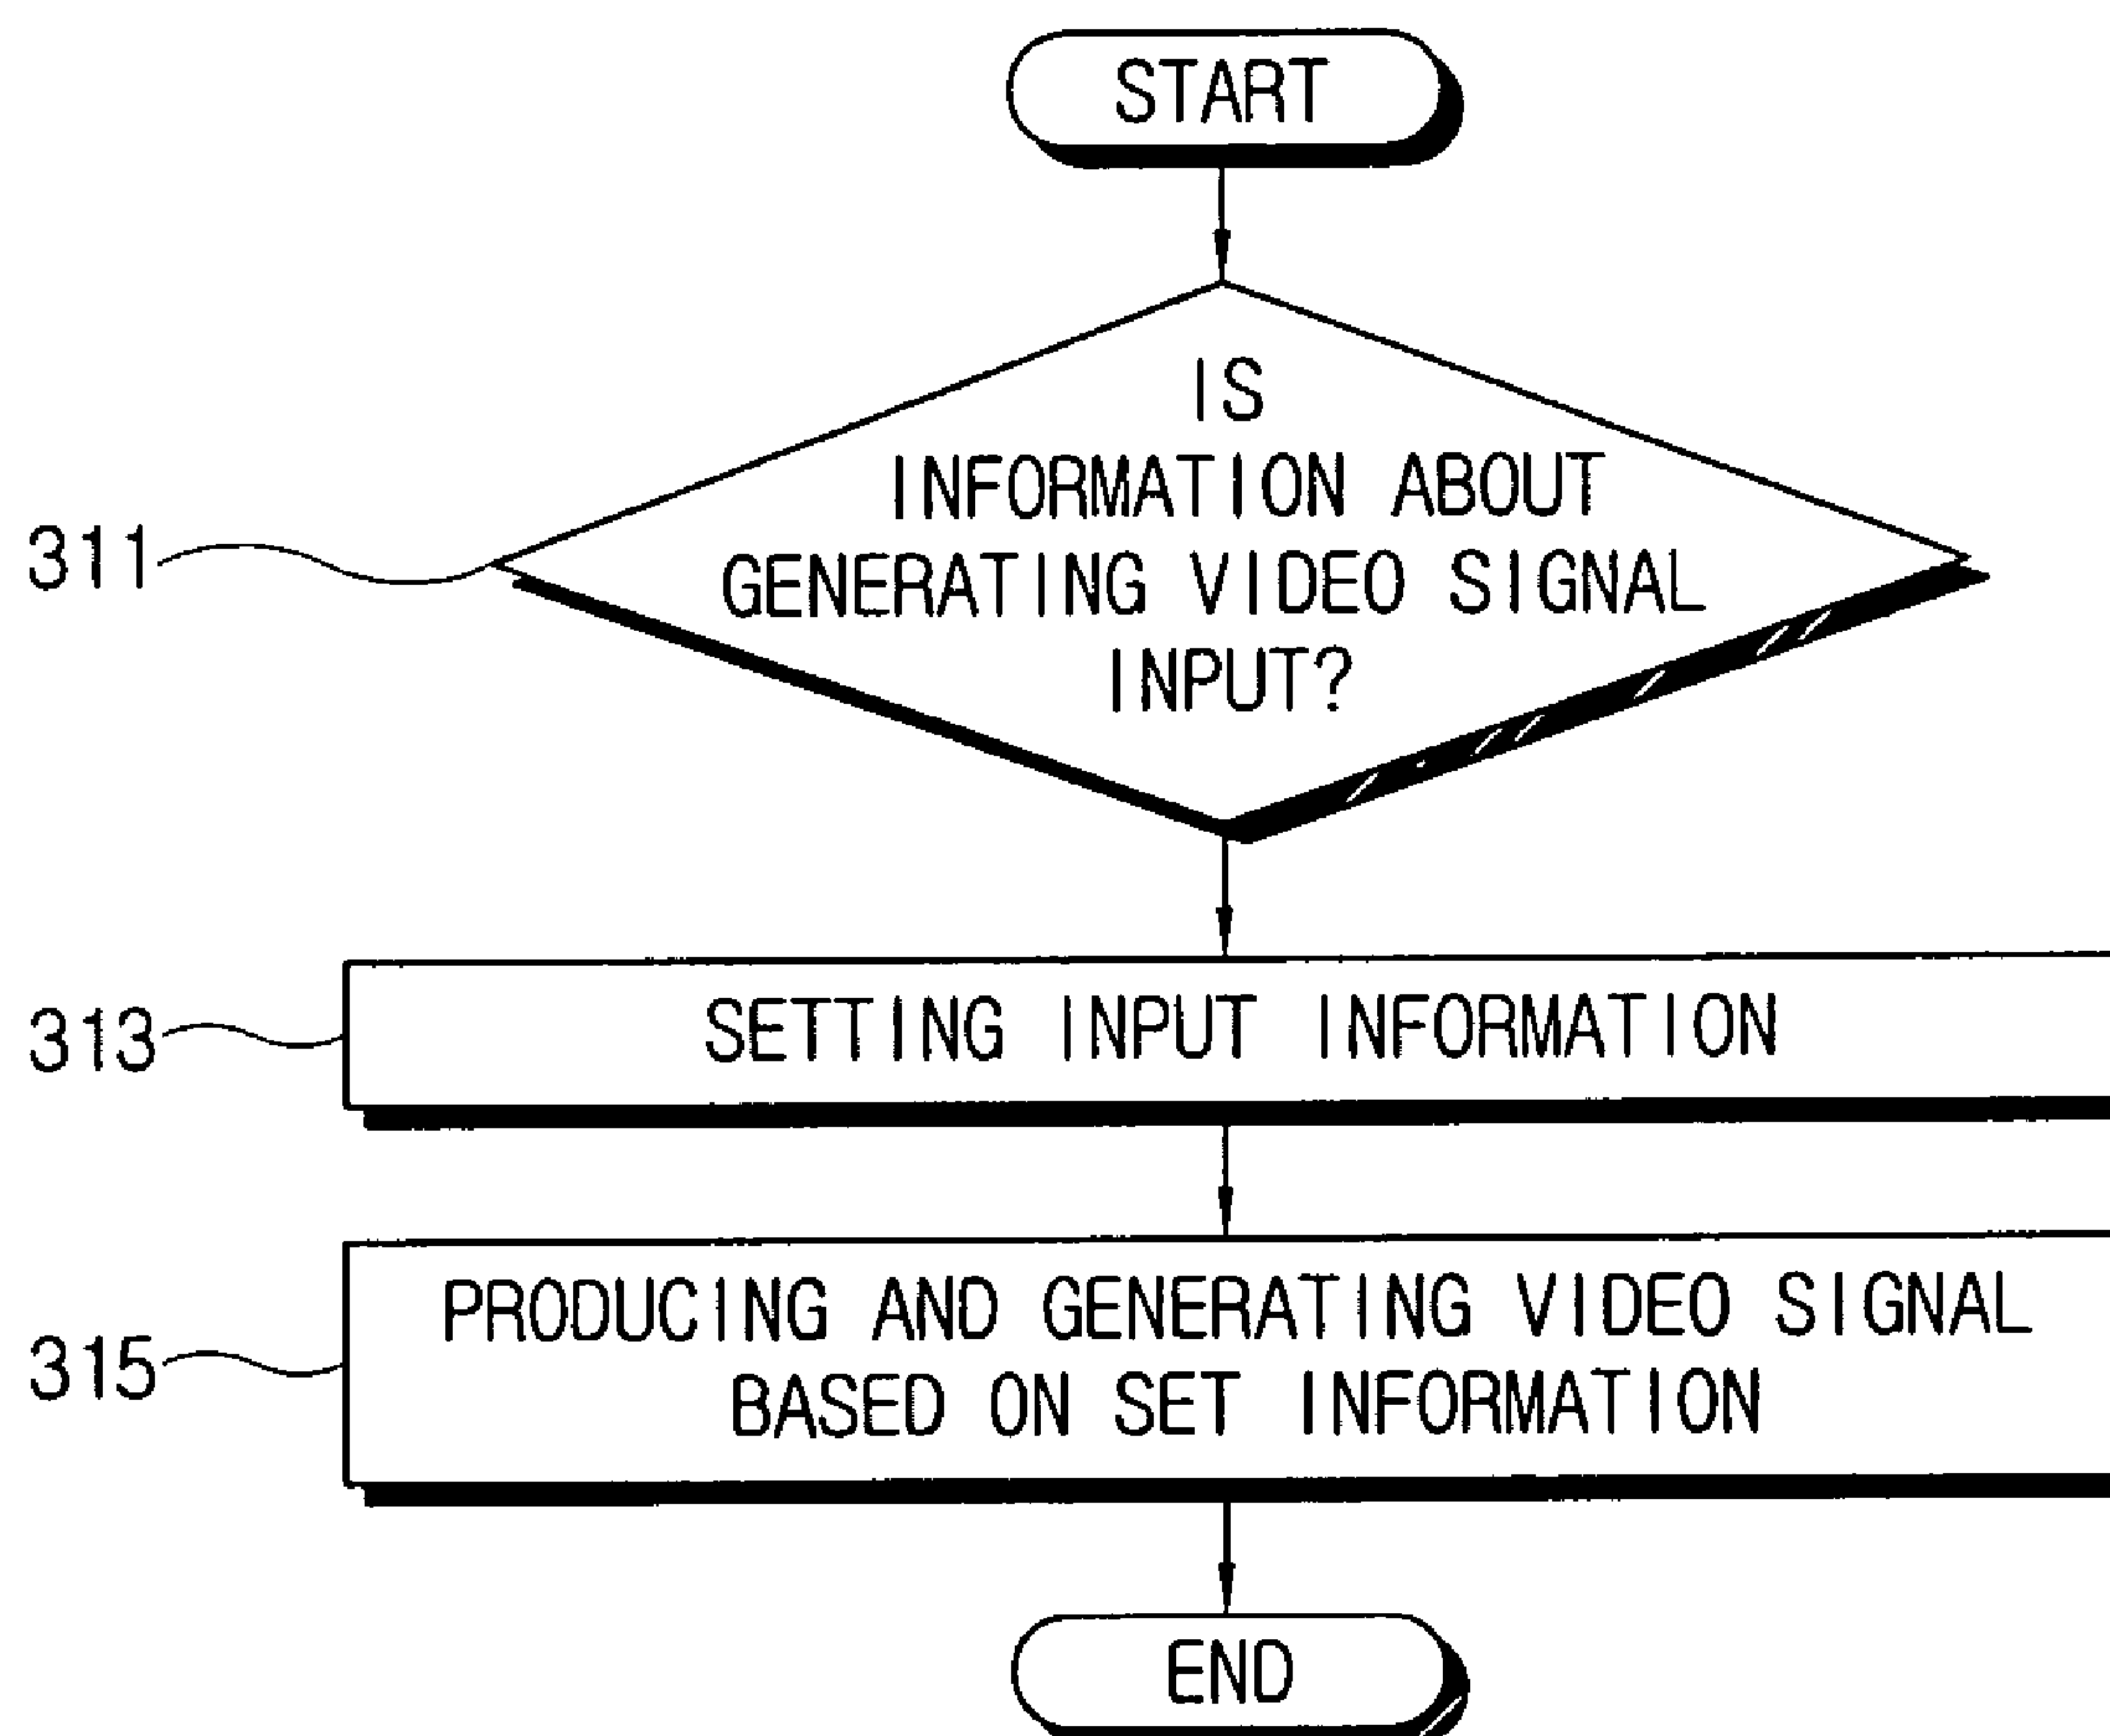 START
IS
INFORMATION ABOUT
GENERATING VIDEO SIGNAL
INPUT?
311
SETTING INPUT INFORMATION
313
PRODUCING AND GENERATING VIDEO SIGNAL
BASED ON SET INFORMATION
315
END